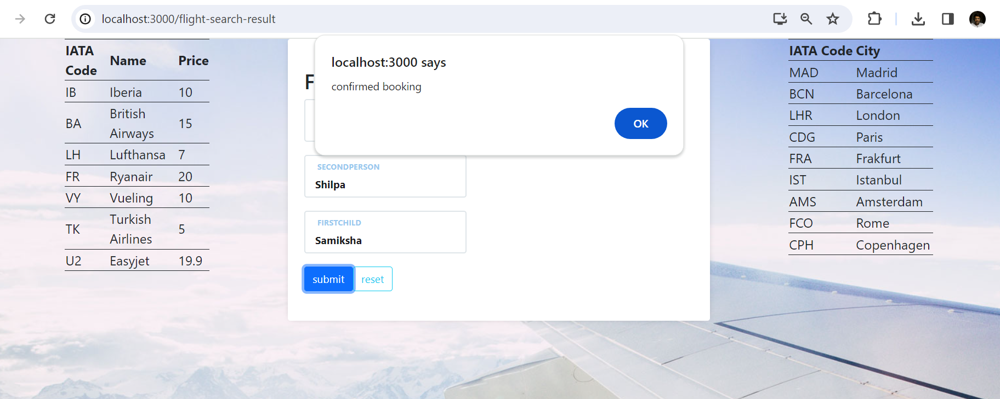 localhost:3000/flight-search-result
IATA Code Name Price
IB Iberia 10
BA British Airways 15
LH Lufthansa 7
FR Ryanair 20
VY Vueling 10
TK Turkish Airlines 5
U2 Easyjet 19.9
localhost:3000 says
confirmed booking
OK
F
SECONDPERSON
Shilpa
FIRSTCHILD
Samiksha
submit reset
IATA Code City
MAD Madrid
BCN Barcelona
LHR London
CDG Paris
FRA Frakfurt
IST Istanbul
AMS Amsterdam
FCO Rome
CPH Copenhagen